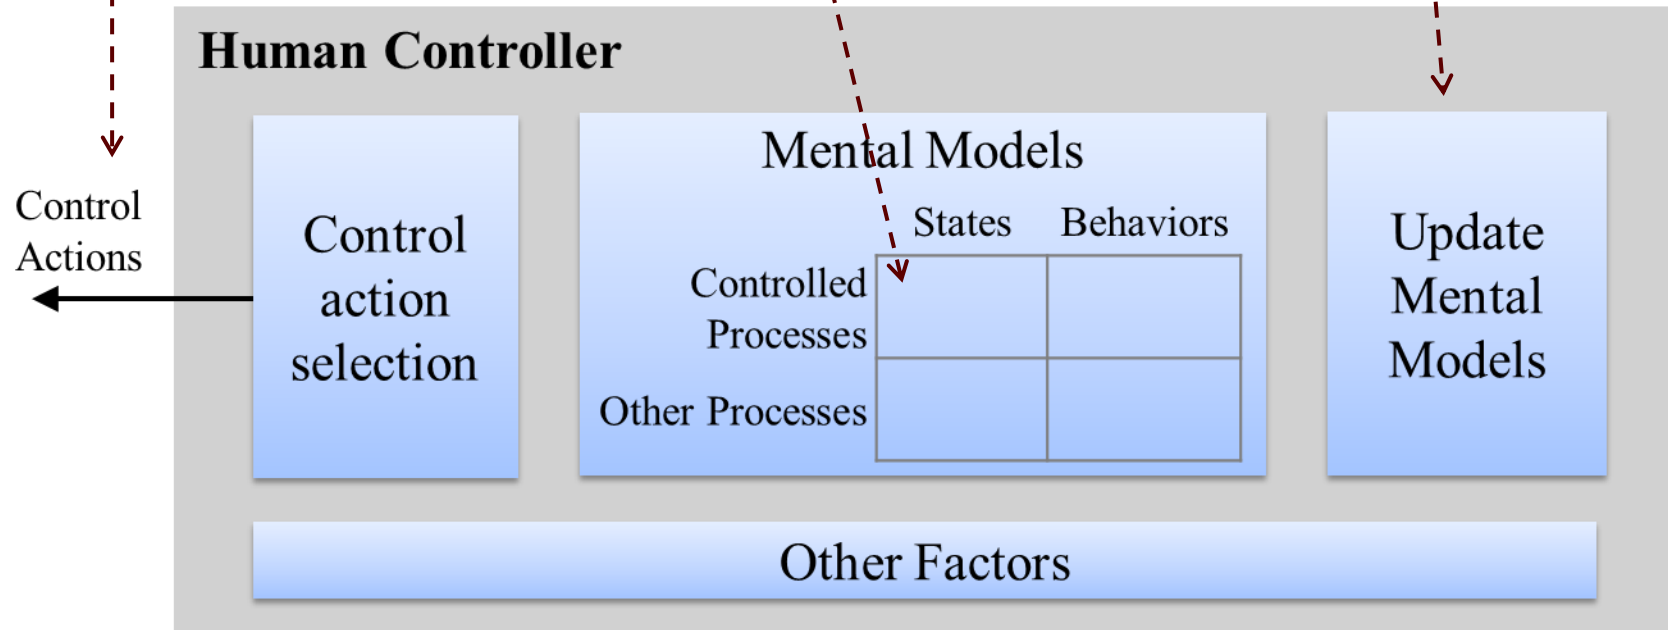 Human Controller
Control
Actions
Control
action
selection
Mental Models
States Behaviors
Controlled
Processes
Other Processes
Update
Mental
Models
Other Factors